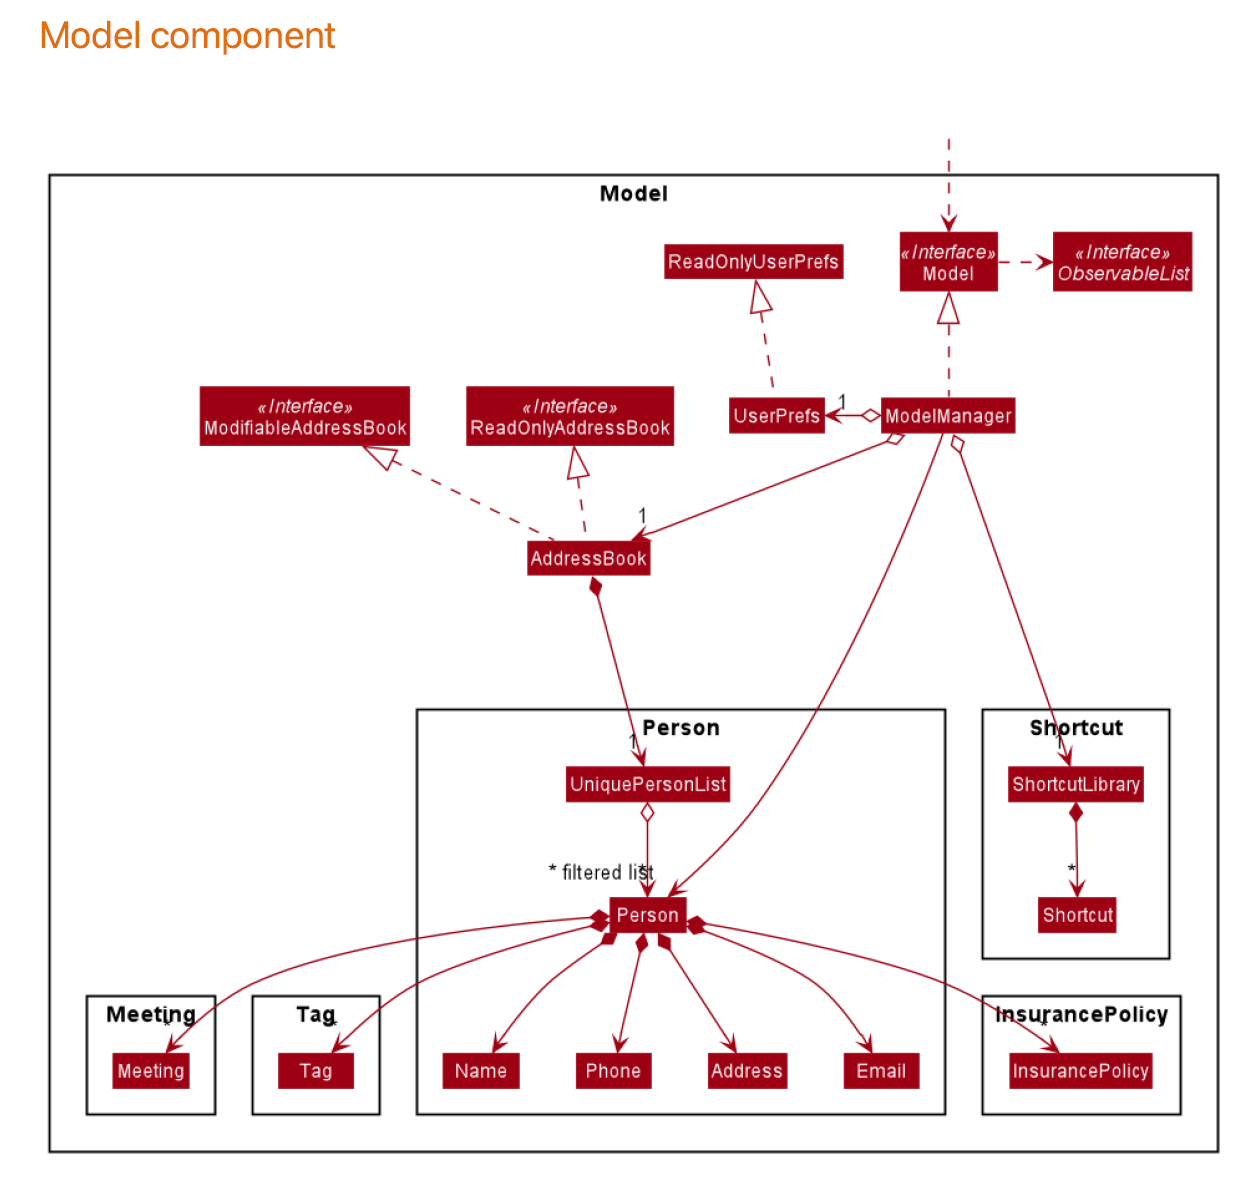 Model component
Model
ReadOnlyUserPrefs
«Interface»
Model
«Interface»
ObservableList
«Interface»
ModifiableAddressBook
«Interface»
ReadOnlyAddressBook
UserPrefs
1
ModelManager
1
AddressBook
Person
1
UniquePersonList
Shortcut
1
ShortcutLibrary
* filtered list
*
*
Person
Shortcut
Meeting
*
Meeting
Tag
*
Tag
Name
Phone
Address
Email
InsurancePolicy
*
InsurancePolicy